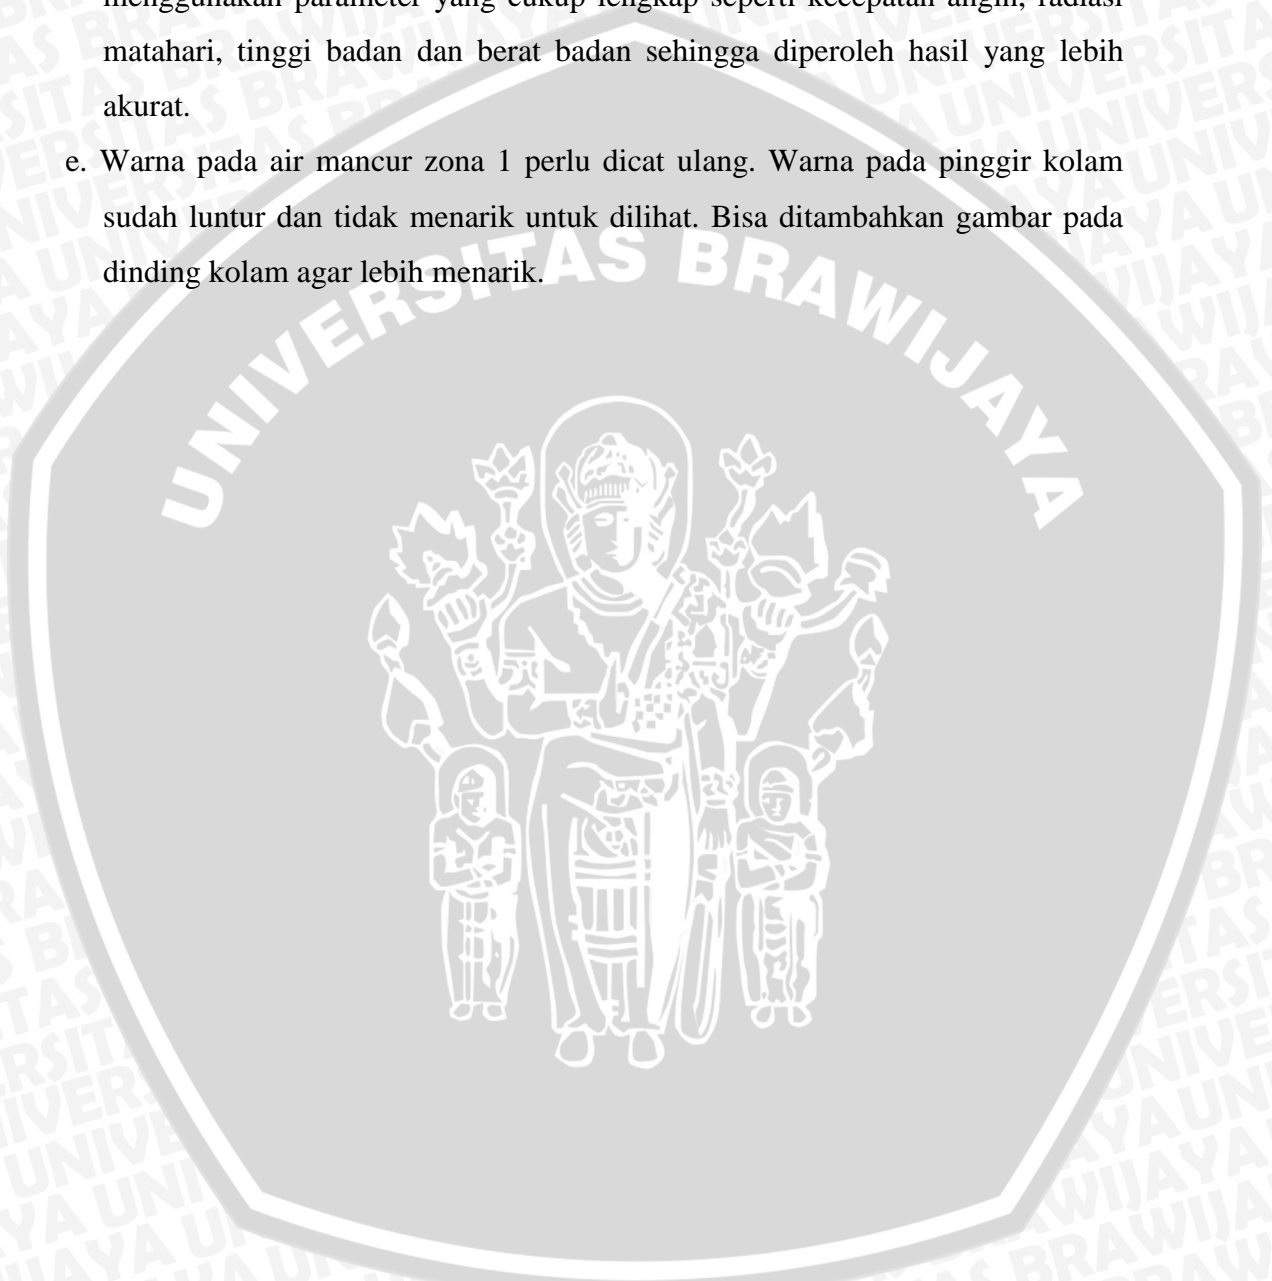 menggunakan parameter yang cukup lengkap seperti kecepatan angin, radiasi
matahari, tinggi badan dan berat badan sehingga diperoleh hasil yang lebih
akurat.
e. Warna pada air mancur zona 1 perlu dicat ulang. Warna pada pinggir kolam
sudah luntur dan tidak menarik untuk dilihat. Bisa ditambahkan gambar pada
dinding kolam agar lebih menarik.
UNIVERSITAS BRAWIJAYA